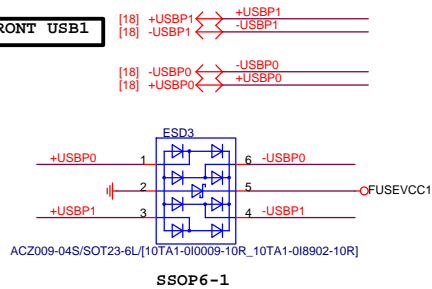 RONT USB1
[18] +USBP1 +USBP1
[18] -USBP1 -USBP1
[18] -USBP0 -USBP0
[18] +USBP0 +USBP0
ESD3
+USBP0 1 6 -USBP0
2 5 FUSEVCC1
+USBP1 3 4 -USBP1
ACZ009-04S/SOT23-6L/[10TA1-0I0009-10R_10TA1-0I8902-10R]
SSOP6-1